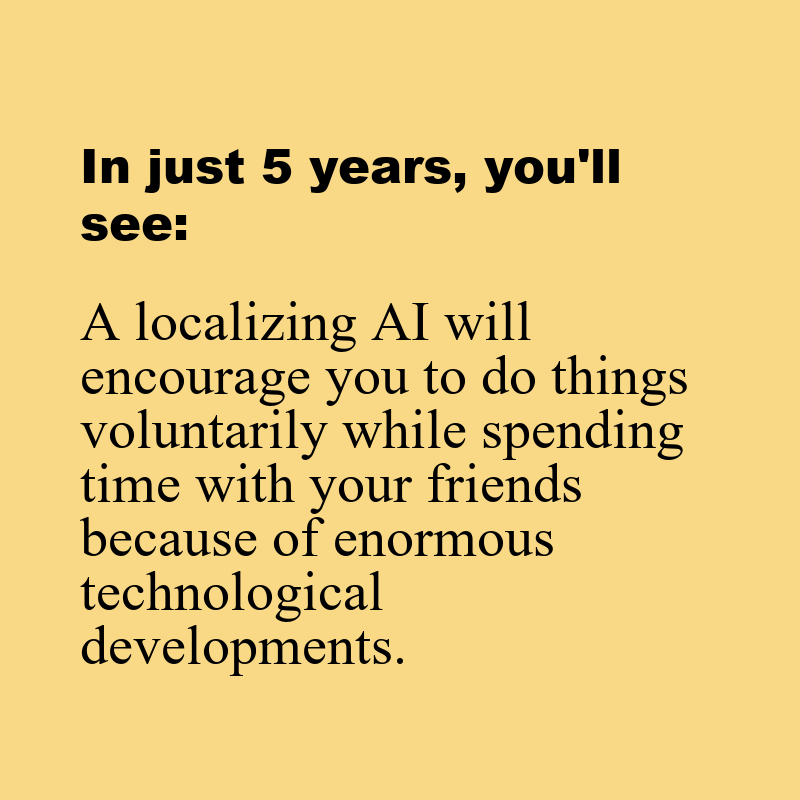 In just 5 years, you'll
see:
A localizing AI will
encourage you to do things
voluntarily while spending
time with your friends
because of enormous
technological
developments.